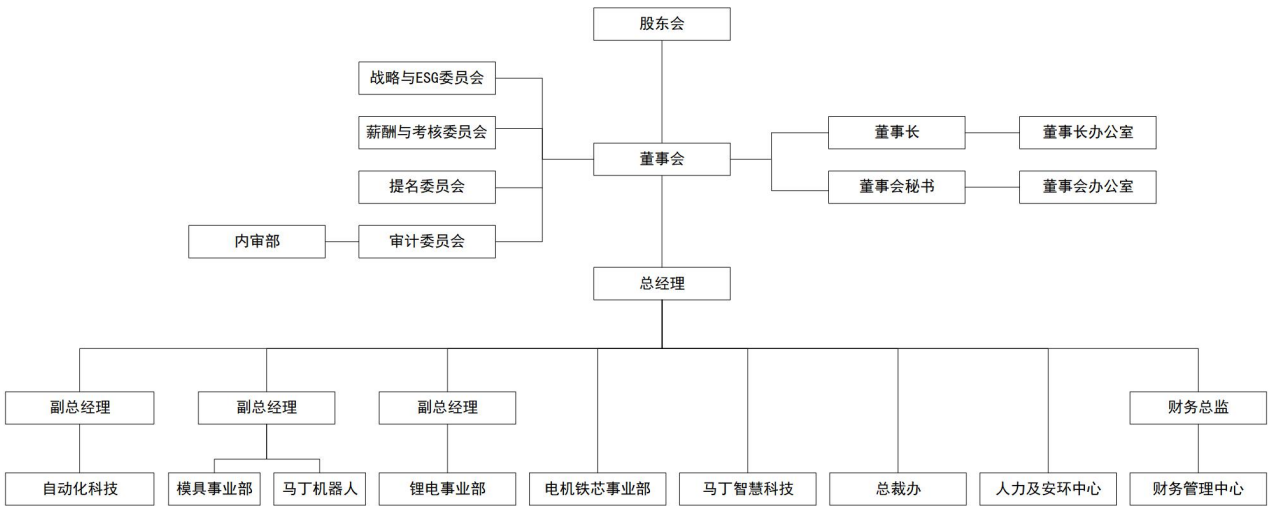 股东会
战略与ESG委员会
薪酬与考核委员会
董事长
董事长办公室
董事会
提名委员会
董事会秘书
董事会办公室
内审部
审计委员会
总经理
副总经理
副总经理
副总经理
财务总监
自动化科技
模具事业部
马丁机器人
锂电事业部
电机铁芯事业部
马丁智慧科技
总裁办
人力及安环中心
财务管理中心